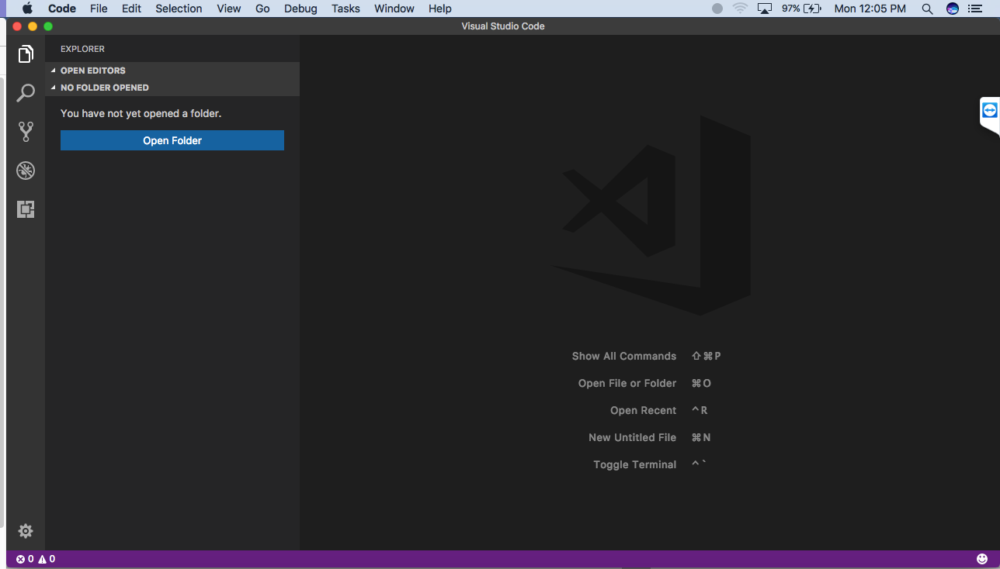 Code File Edit Selection View Go Debug Tasks Window Help 97% Mon 12:05 PM
Visual Studio Code
EXPLORER
OPEN EDITORS
NO FOLDER OPENED
You have not yet opened a folder.
Open Folder
Show All Commands ⇧⌘P
Open File or Folder ⌘O
Open Recent ^R
New Untitled File ⌘N
Toggle Terminal ^`
0 0